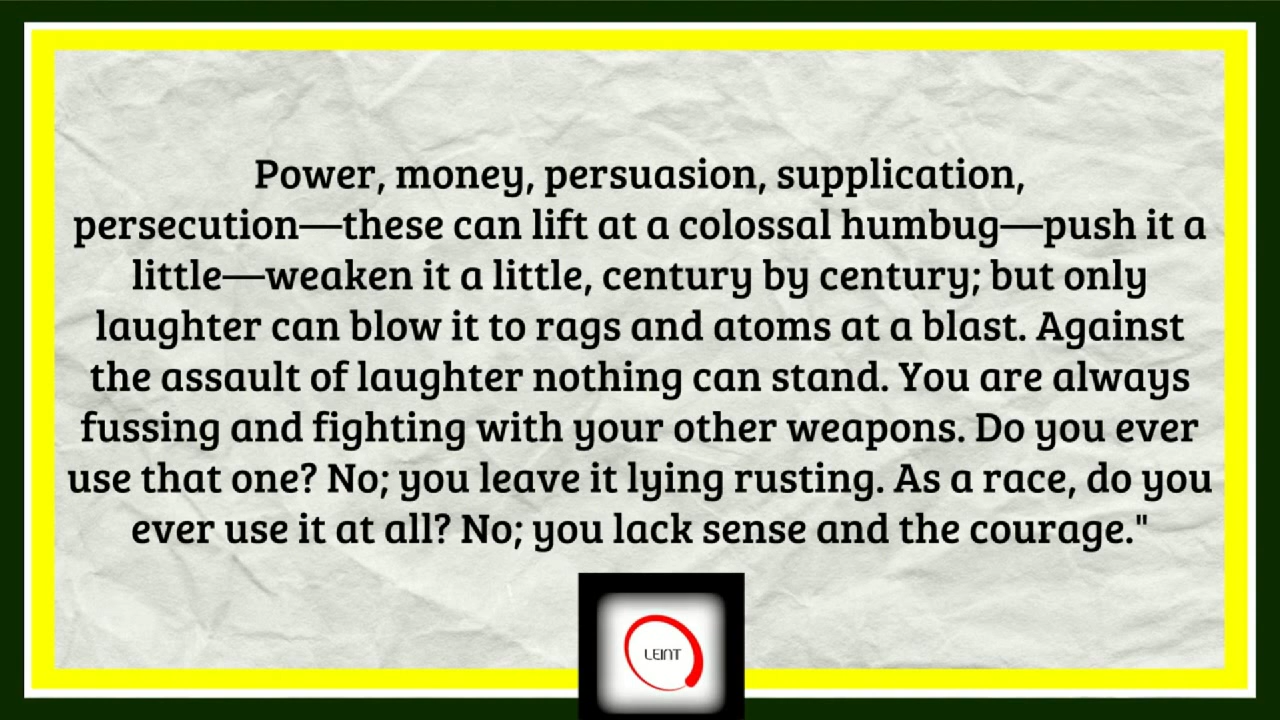 Power, money, persuasion, supplication,
persecution—these can lift at a colossal humbug—push it a
little—weaken it a little, century by century; but only
laughter can blow it to rags and atoms at a blast. Against
the assault of laughter nothing can stand. You are always
fussing and fighting with your other weapons. Do you ever
use that one? No; you leave it lying rusting. As a race, do you
ever use it at all? No; you lack sense and the courage."
LEINT